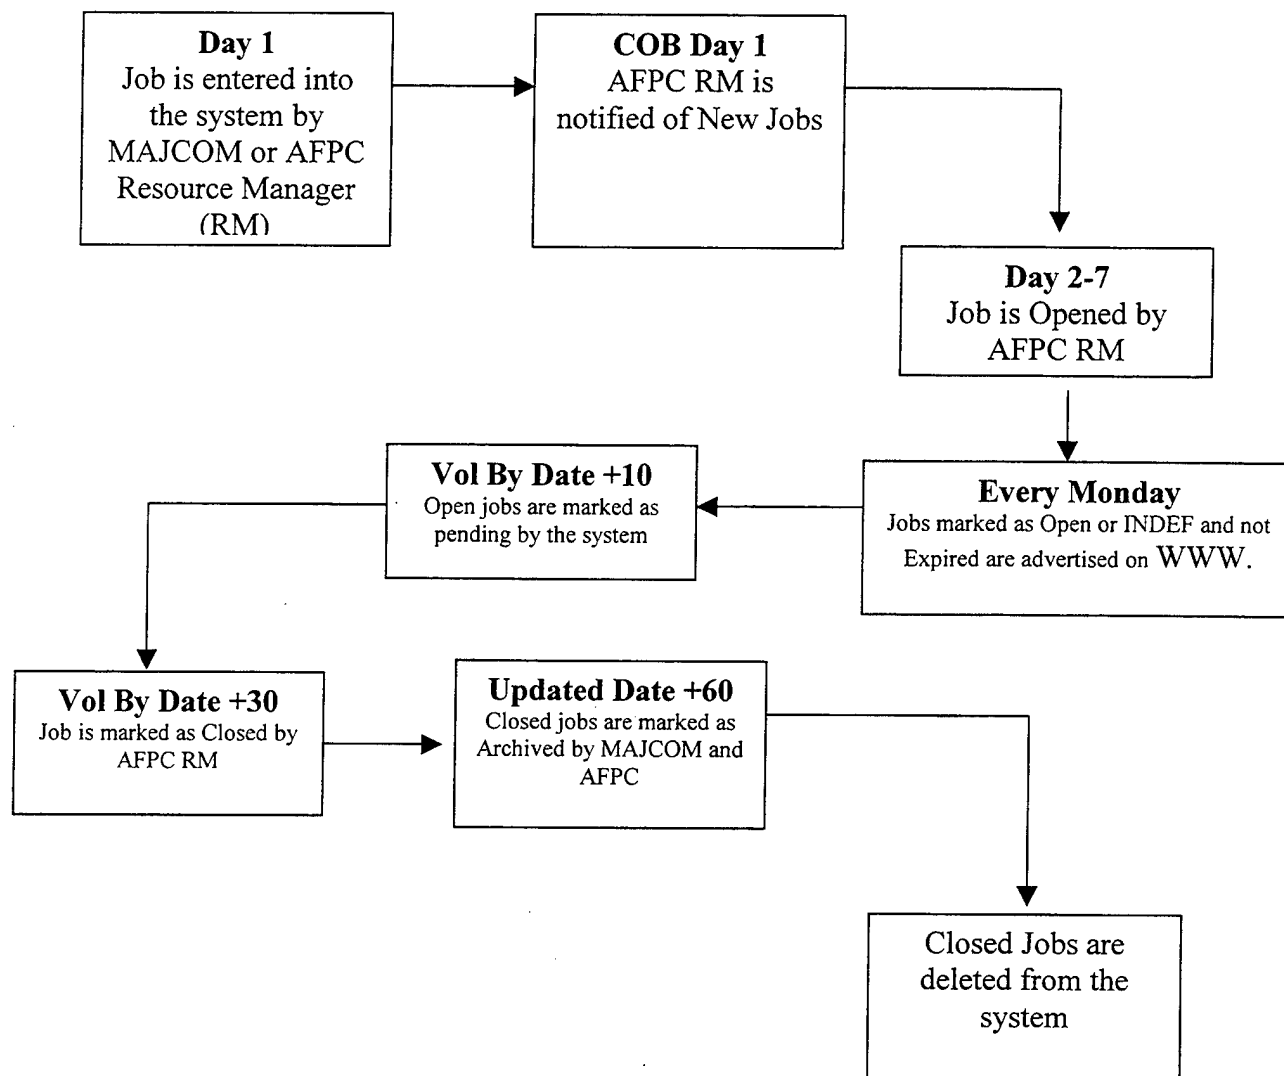 Day 1
Job is entered into
the system by
MAJCOM or AFPC
Resource Manager
(RM)
COB Day 1
AFPC RM is
notified of New Jobs
Day 2-7
Job is Opened by
AFPC RM
Every Monday
Jobs marked as Open or INDEF and not
Expired are advertised on WWW.
Vol By Date +10
Open jobs are marked as
pending by the system
Vol By Date +30
Job is marked as Closed by
AFPC RM
Updated Date +60
Closed jobs are marked as
Archived by MAJCOM and
AFPC
Closed Jobs are
deleted from the
system